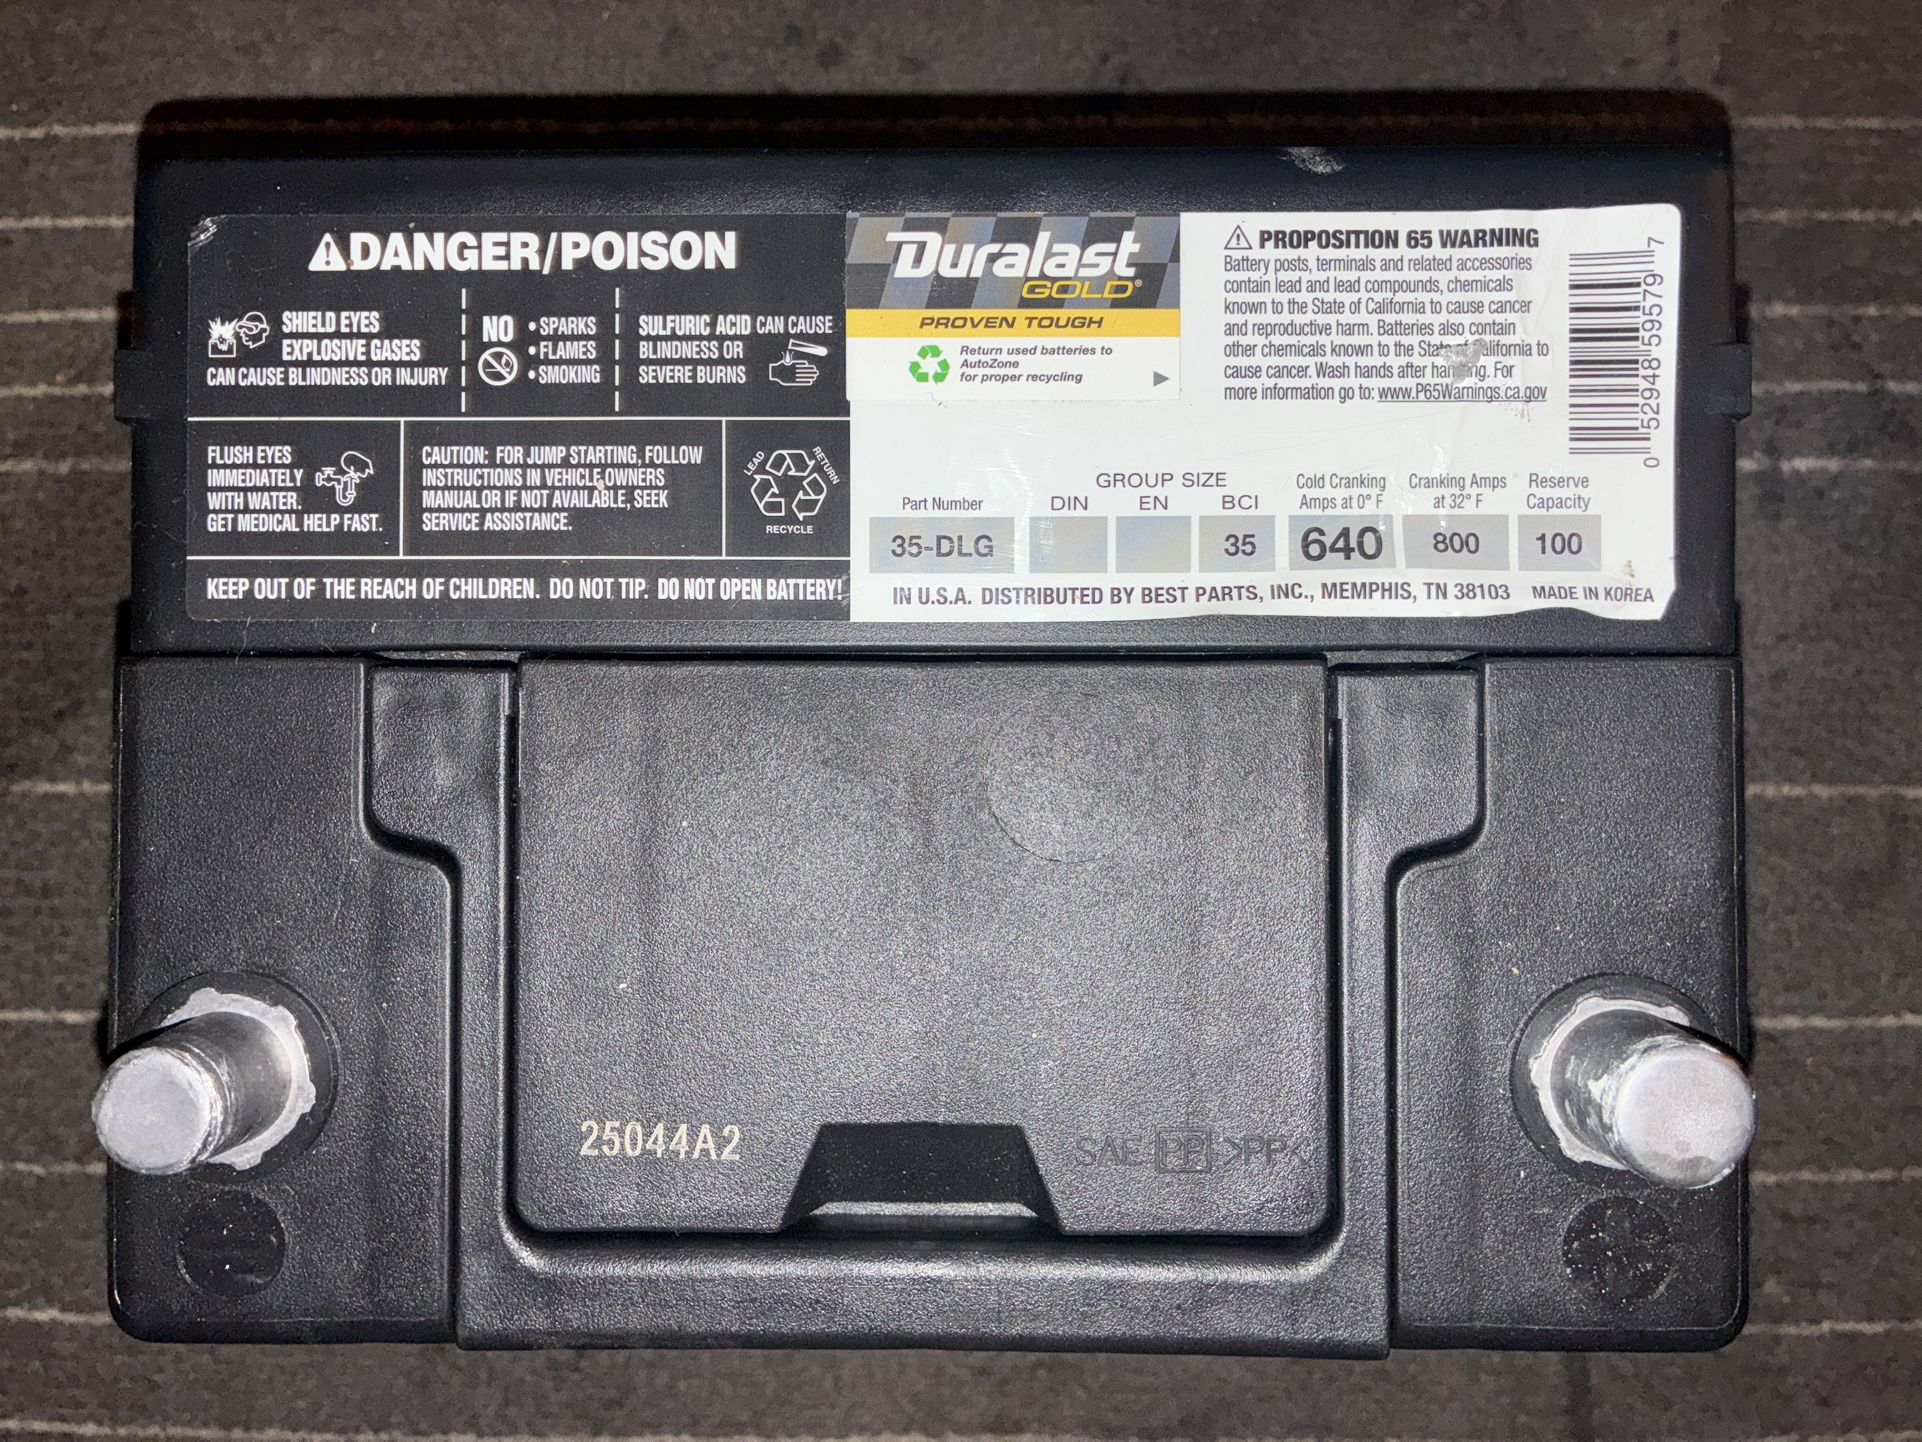 ⚠DANGER/POISON
SHIELD EYES
EXPLOSIVE GASES
CAN CAUSE BLINDNESS OR INJURY
NO
• SPARKS
• FLAMES
• SMOKING
SULFURIC ACID CAN CAUSE
BLINDNESS OR
SEVERE BURNS
FLUSH EYES
IMMEDIATELY
WITH WATER.
GET MEDICAL HELP FAST.
CAUTION: FOR JUMP STARTING, FOLLOW
INSTRUCTIONS IN VEHICLE OWNERS
MANUAL OR IF NOT AVAILABLE, SEEK
SERVICE ASSISTANCE.
LEAD
RETURN
RECYCLE
KEEP OUT OF THE REACH OF CHILDREN. DO NOT TIP. DO NOT OPEN BATTERY!
Duralast
GOLD®
PROVEN TOUGH
Return used batteries to
AutoZone
for proper recycling
⚠ PROPOSITION 65 WARNING
Battery posts, terminals and related accessories
contain lead and lead compounds, chemicals
known to the State of California to cause cancer
and reproductive harm. Batteries also contain
other chemicals known to the State of California to
cause cancer. Wash hands after handling. For
more information go to: www.P65Warnings.ca.gov
0 52948 59579 7
Part Number
35-DLG
GROUP SIZE
DIN EN BCI
35
Cold Cranking
Amps at 0° F
640
Cranking Amps
at 32° F
800
Reserve
Capacity
100
IN U.S.A. DISTRIBUTED BY BEST PARTS, INC., MEMPHIS, TN 38103 MADE IN KOREA
25044A2
SAE PP >PP<